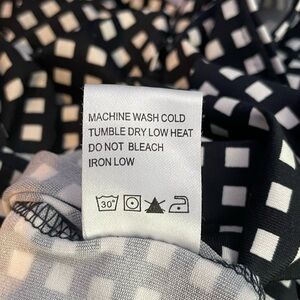 MACHINE WASH COLD
TUMBLE DRY LOW HEAT
DO NOT BLEACH
IRON LOW
30°